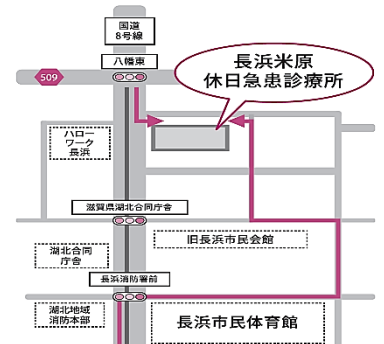 国道
8号線
八幡東
509
長浜米原
休日急患診療所
ハロー
ワーク
長浜
滋賀県湖北合同庁舎
旧長浜市民会館
湖北合同
庁舎
長浜消防署前
湖北地域
消防本部
長浜市民体育館